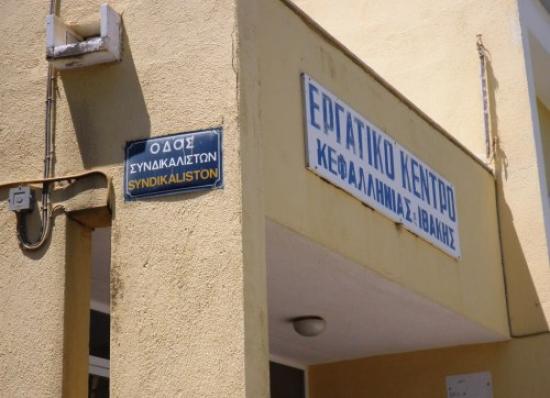 ΟΔΟΣ
ΣΥΝΔΙΚΑΛΙΣΤΩΝ
SYNDIKALISTON
ΕΡΓΑΤΙΚΟ ΚΕΝΤΡΟ
ΚΕΦΑΛΛΗΝΙΑΣ - ΙΘΑΚΗΣ